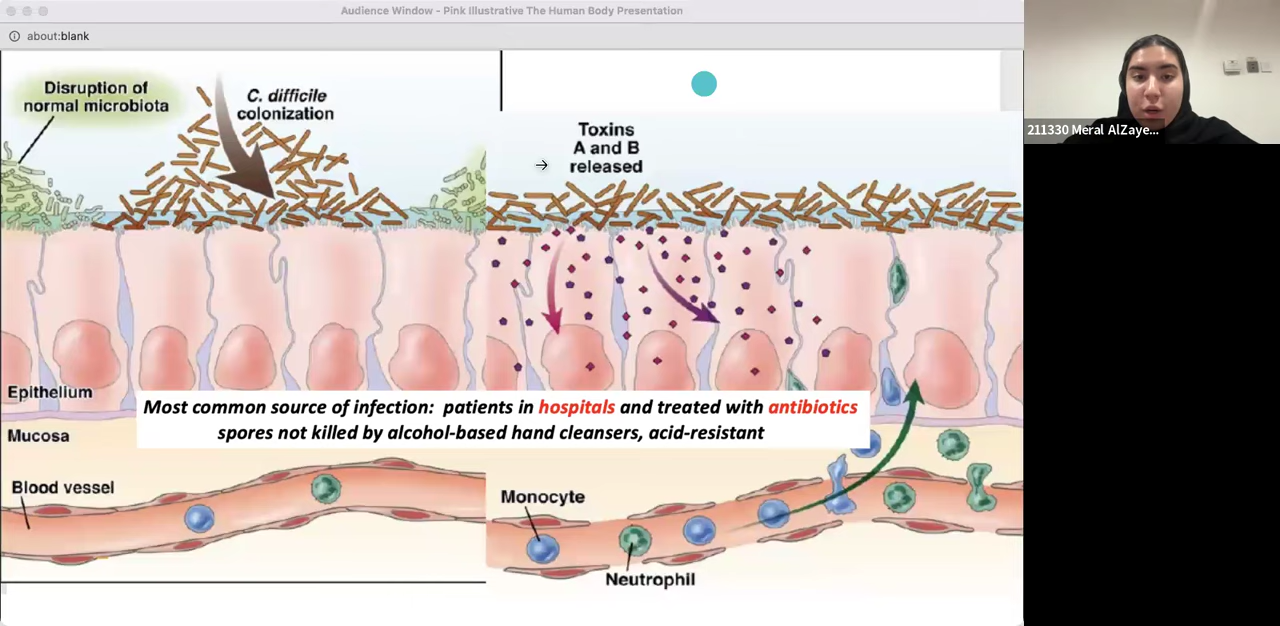 Audience Window - Pink Illustrative The Human Body Presentation
about:blank
Disruption of
normal microbiota
C. difficile
colonization
Toxins
A and B
released
Epithelium
Most common source of infection: patients in hospitals and treated with antibiotics
spores not killed by alcohol-based hand cleansers, acid-resistant
Mucosa
Blood vessel
Monocyte
Neutrophil
211330 Meral AlZaye...